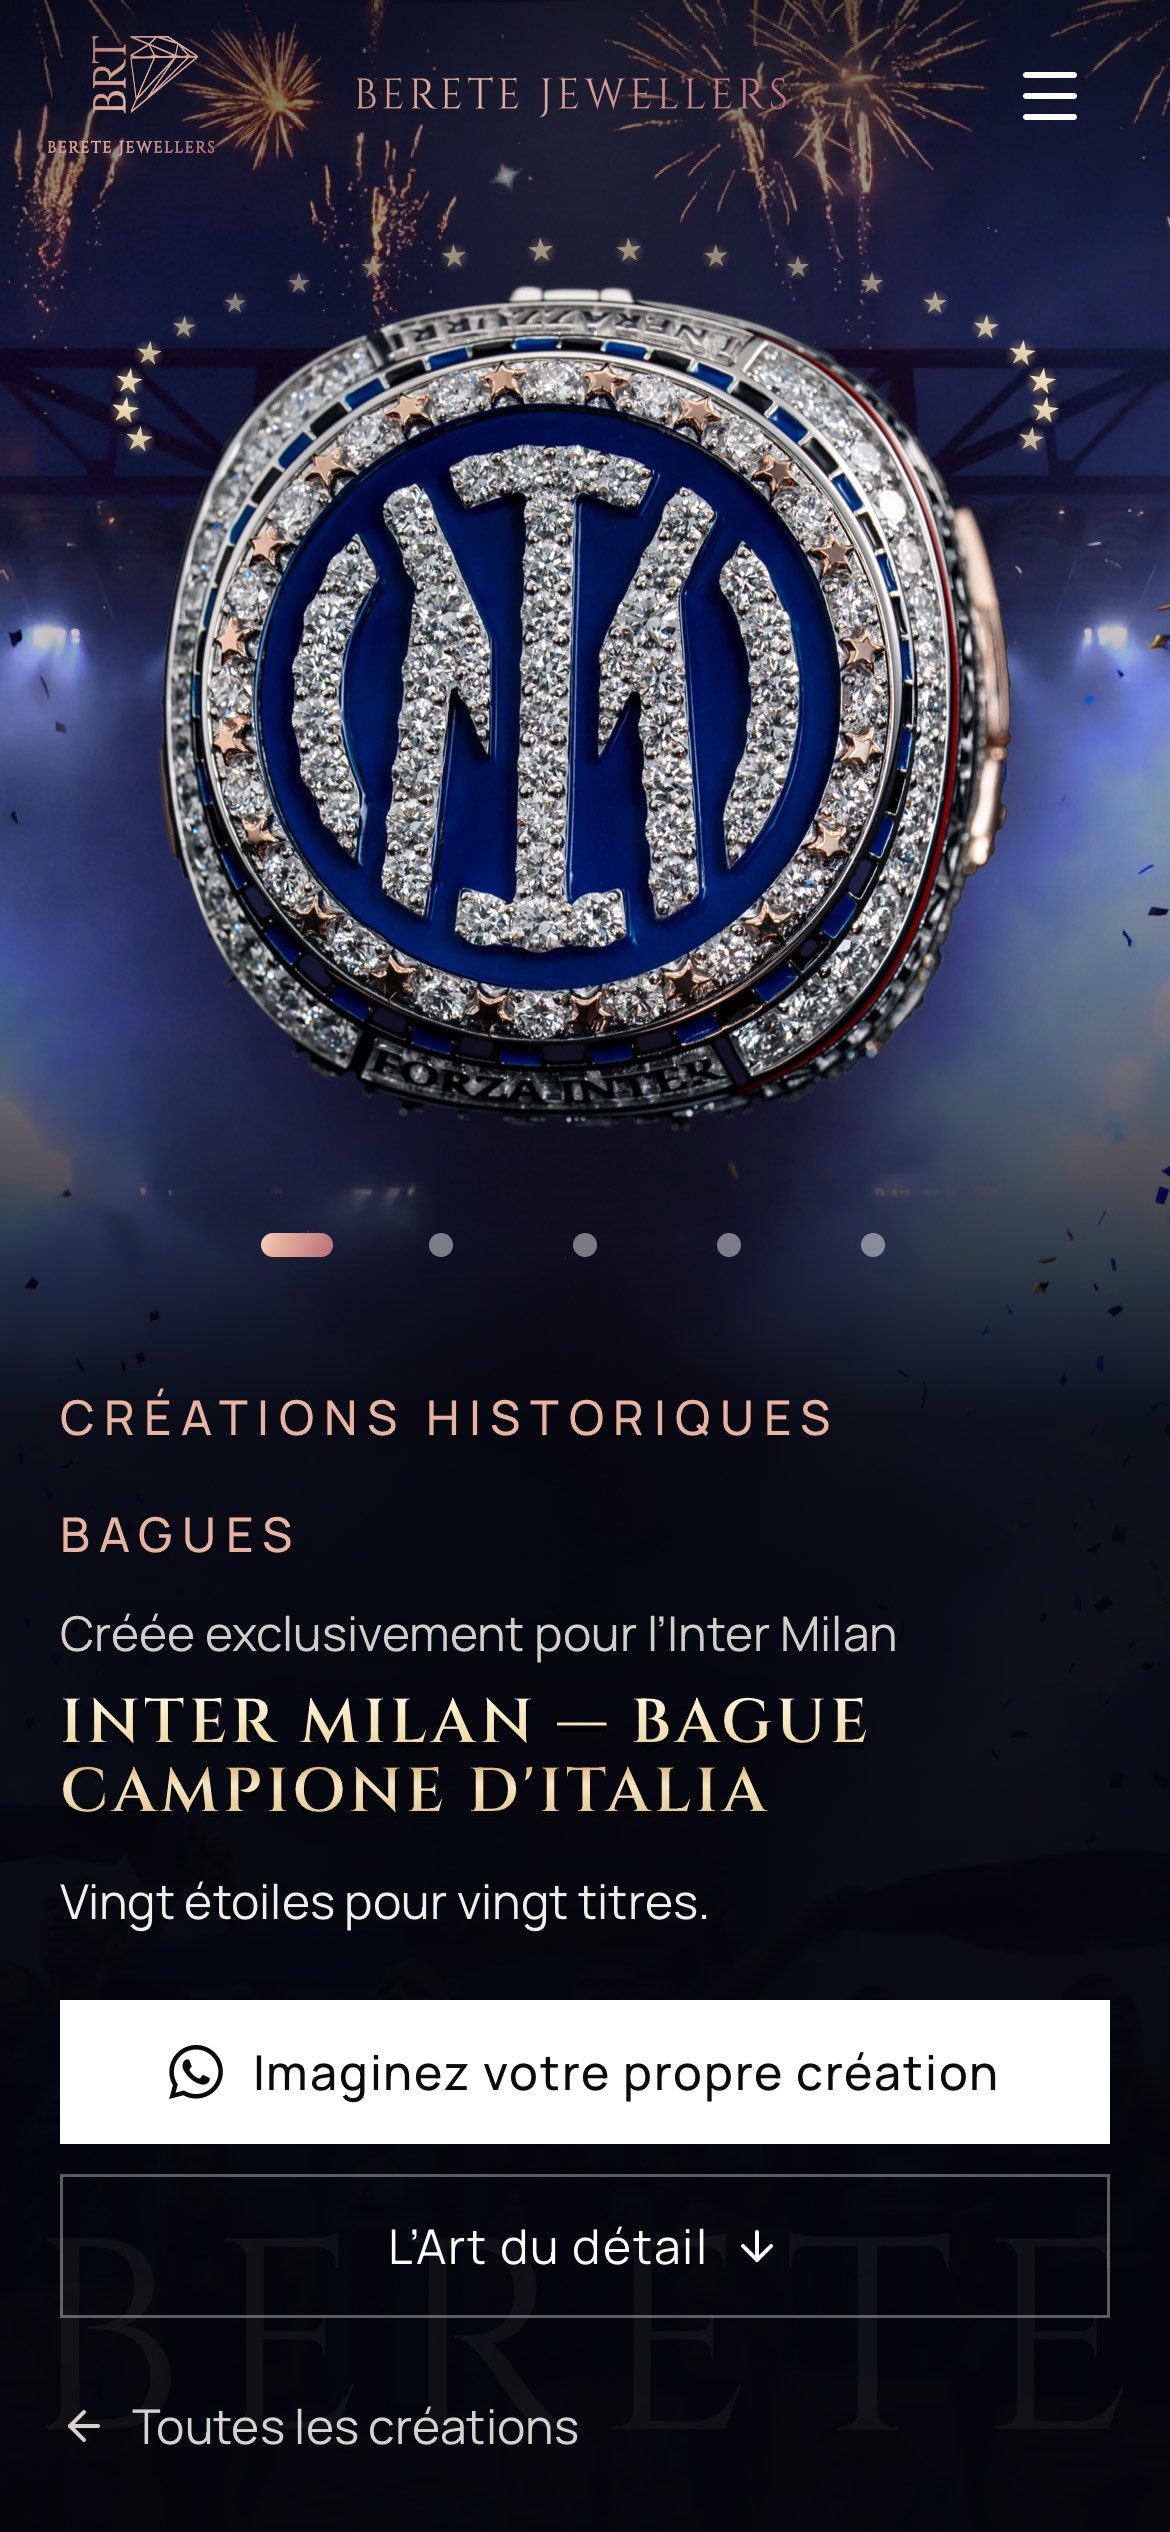 BRT
BERETE JEWELLERS
BERETE JEWELLERS
NERAZZURRI
FORZA INTER
CRÉATIONS HISTORIQUES
BAGUES
Créée exclusivement pour l’Inter Milan
INTER MILAN — BAGUE
CAMPIONE D'ITALIA
Vingt étoiles pour vingt titres.
Imaginez votre propre création
L’Art du détail
BERETE
Toutes les créations